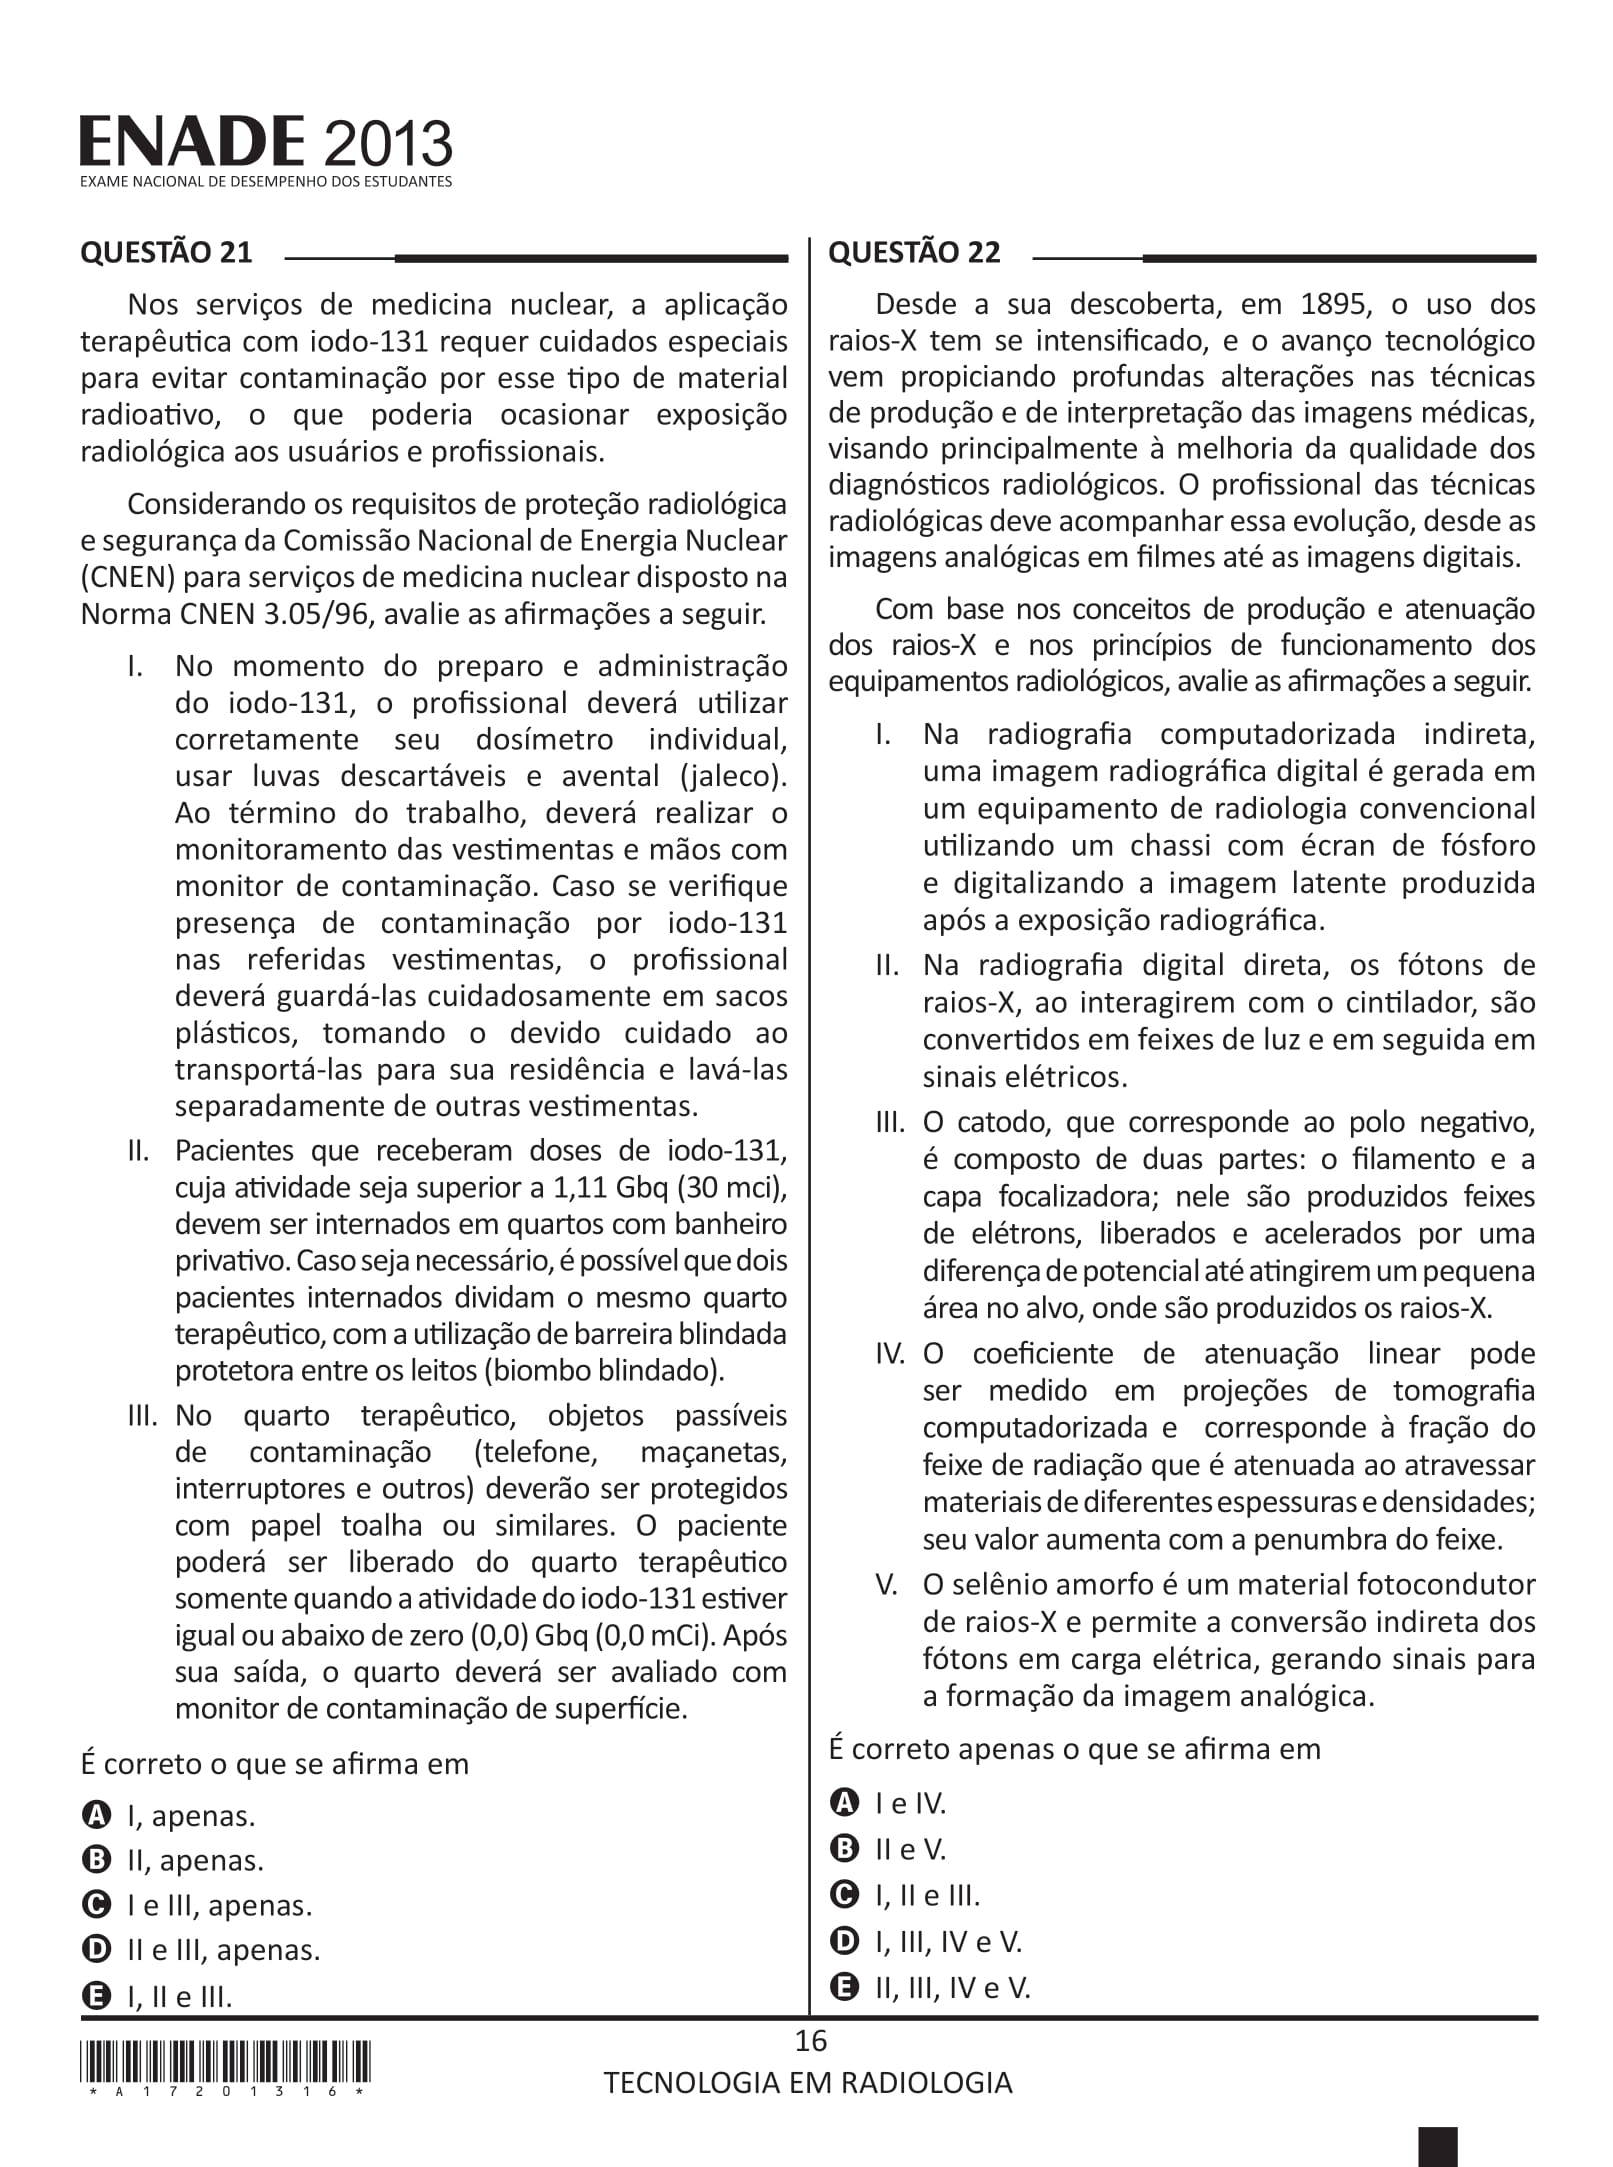 ENADE 2013
EXAME NACIONAL DE DESEMPENHO DOS ESTUDANTES
QUESTÃO 21
Nos serviços de medicina nuclear, a aplicação
terapêutica com iodo-131 requer cuidados especiais
para evitar contaminação por esse tipo de material
radioativo, o que poderia ocasionar exposição
radiológica aos usuários e profissionais.
Considerando os requisitos de proteção radiológica
e segurança da Comissão Nacional de Energia Nuclear
(CNEN) para serviços de medicina nuclear disposto na
Norma CNEN 3.05/96, avalie as afirmações a seguir.
I. No momento do preparo e administração
do iodo-131, o profissional deverá utilizar
corretamente seu dosímetro individual,
usar luvas descartáveis e avental (jaleco).
Ao término do trabalho, deverá realizar o
monitoramento das vestimentas e mãos com
monitor de contaminação. Caso se verifique
presença de contaminação por iodo-131
nas referidas vestimentas, o profissional
deverá guardá-las cuidadosamente em sacos
plásticos, tomando o devido cuidado ao
transportá-las para sua residência e lavá-las
separadamente de outras vestimentas.
II. Pacientes que receberam doses de iodo-131,
cuja atividade seja superior a 1,11 Gbq (30 mci),
devem ser internados em quartos com banheiro
privativo. Caso seja necessário, é possível que dois
pacientes internados dividam o mesmo quarto
terapêutico, com a utilização de barreira blindada
protetora entre os leitos (biombo blindado).
III. No quarto terapêutico, objetos passíveis
de contaminação (telefone, maçanetas,
interruptores e outros) deverão ser protegidos
com papel toalha ou similares. O paciente
poderá ser liberado do quarto terapêutico
somente quando a atividade do iodo-131 estiver
igual ou abaixo de zero (0,0) Gbq (0,0 mCi). Após
sua saída, o quarto deverá ser avaliado com
monitor de contaminação de superfície.
É correto o que se afirma em
A I, apenas.
B II, apenas.
C I e III, apenas.
D II e III, apenas.
E I, II e III.
QUESTÃO 22
Desde a sua descoberta, em 1895, o uso dos
raios-X tem se intensificado, e o avanço tecnológico
vem propiciando profundas alterações nas técnicas
de produção e de interpretação das imagens médicas,
visando principalmente à melhoria da qualidade dos
diagnósticos radiológicos. O profissional das técnicas
radiológicas deve acompanhar essa evolução, desde as
imagens analógicas em filmes até as imagens digitais.
Com base nos conceitos de produção e atenuação
dos raios-X e nos princípios de funcionamento dos
equipamentos radiológicos, avalie as afirmações a seguir.
I. Na radiografia computadorizada indireta,
uma imagem radiográfica digital é gerada em
um equipamento de radiologia convencional
utilizando um chassi com écran de fósforo
e digitalizando a imagem latente produzida
após a exposição radiográfica.
II. Na radiografia digital direta, os fótons de
raios-X, ao interagirem com o cintilador, são
convertidos em feixes de luz e em seguida em
sinais elétricos.
III. O catodo, que corresponde ao polo negativo,
é composto de duas partes: o filamento e a
capa focalizadora; nele são produzidos feixes
de elétrons, liberados e acelerados por uma
diferença de potencial até atingirem um pequena
área no alvo, onde são produzidos os raios-X.
IV. O coeficiente de atenuação linear pode
ser medido em projeções de tomografia
computadorizada e corresponde à fração do
feixe de radiação que é atenuada ao atravessar
materiais de diferentes espessuras e densidades;
seu valor aumenta com a penumbra do feixe.
V. O selênio amorfo é um material fotocondutor
de raios-X e permite a conversão indireta dos
fótons em carga elétrica, gerando sinais para
a formação da imagem analógica.
É correto apenas o que se afirma em
A I e IV.
B II e V.
C I, II e III.
D I, III, IV e V.
E II, III, IV e V.
16
TECNOLOGIA EM RADIOLOGIA
* A 1 7 2 0 1 3 1 6 *